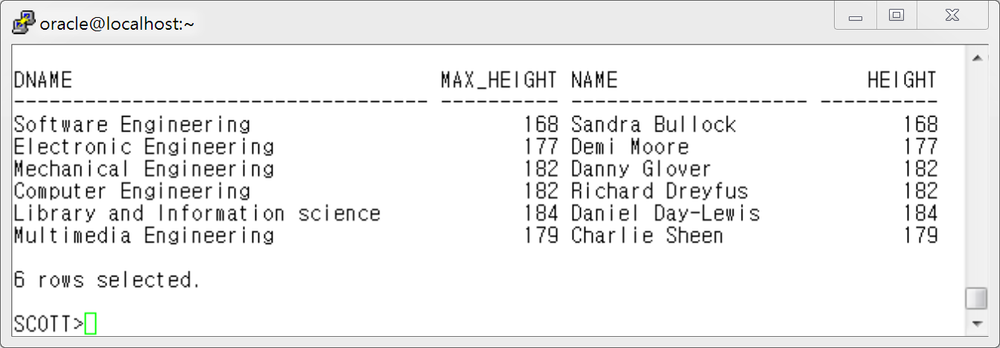 oracle@localhost:~
DNAME                               MAX_HEIGHT NAME                     HEIGHT
----------------------------------- ---------- -------------------- ----------
Software Engineering                       168 Sandra Bullock              168
Electronic Engineering                     177 Demi Moore                  177
Mechanical Engineering                     182 Danny Glover                182
Computer Engineering                       182 Richard Dreyfus             182
Library and Information science            184 Daniel Day-Lewis            184
Multimedia Engineering                     179 Charlie Sheen               179
6 rows selected.
SCOTT>